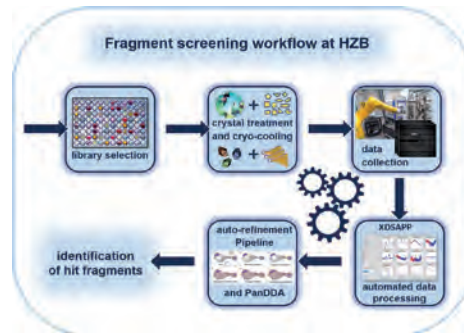 Fragment screening workflow at HZB
library selection
crystal treatment
and cryo-cooling
data
collection
XDSAPP
automated data
processing
auto-refinement
Pipeline
and PanDDA
identification
of hit fragments